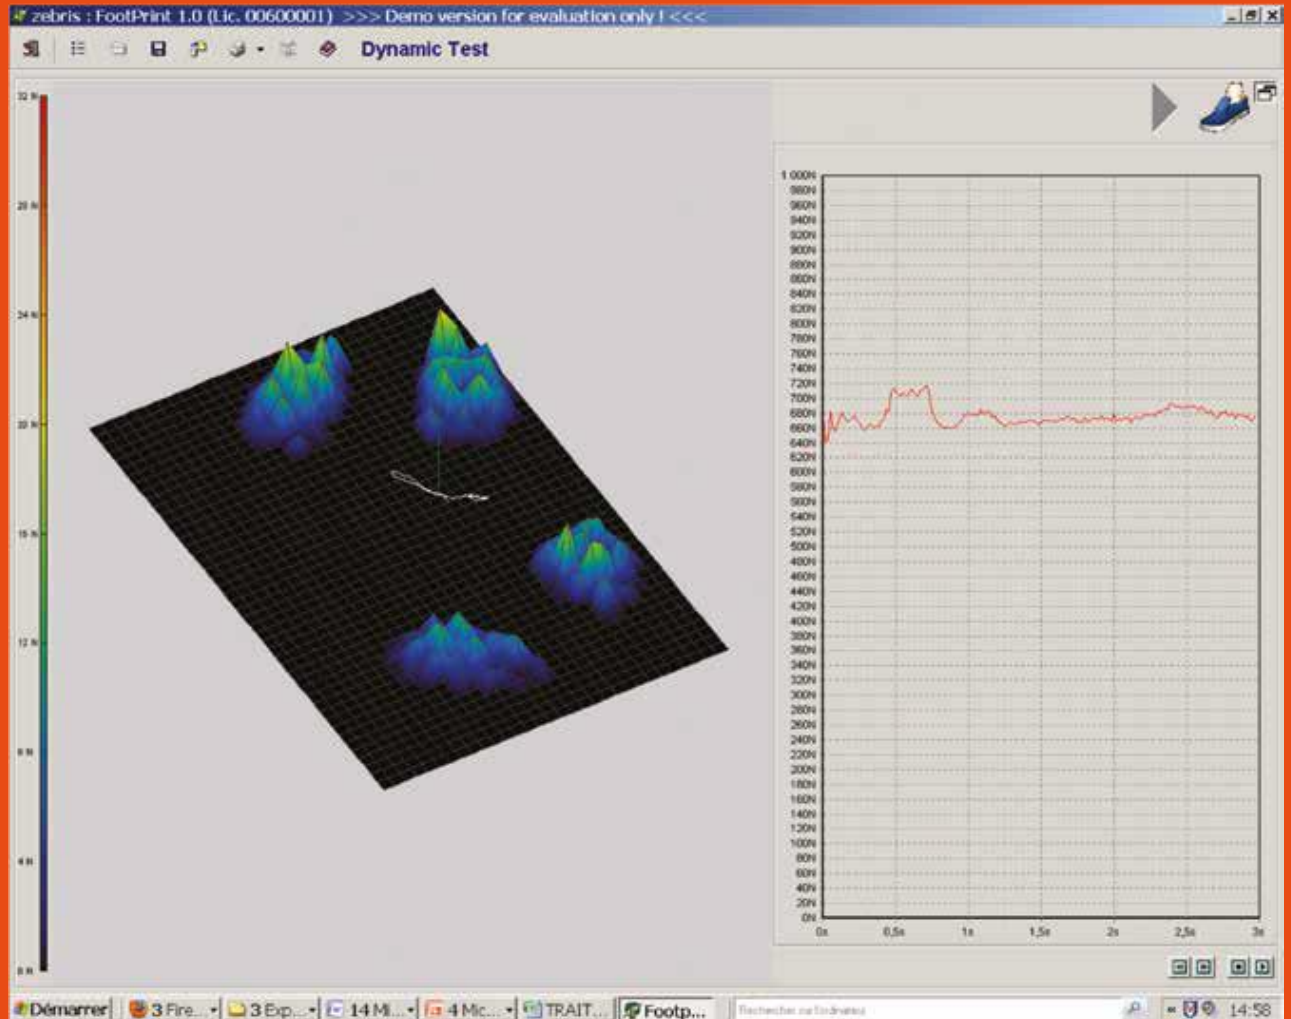 zebris : FootPrint 1.0 (Lic. 00600001) >>> Demo version for evaluation only ! <<<
Dynamic Test
32 N
28 N
24 N
20 N
12 N
8 N
4 N
0 N
1 000N
980N
960N
940N
920N
900N
880N
860N
840N
820N
800N
780N
760N
740N
720N
700N
680N
660N
640N
620N
600N
580N
560N
540N
520N
500N
480N
460N
440N
420N
400N
380N
360N
340N
320N
300N
280N
260N
240N
220N
200N
180N
160N
140N
120N
100N
80N
60N
40N
20N
0N
0s 0,5s 1s 1,5s 2s 2,5s 3s
Démarrer 3 Fire... 3 Exp... 14 Mi... 4 Mic... TRAIT... Footp... 14:58